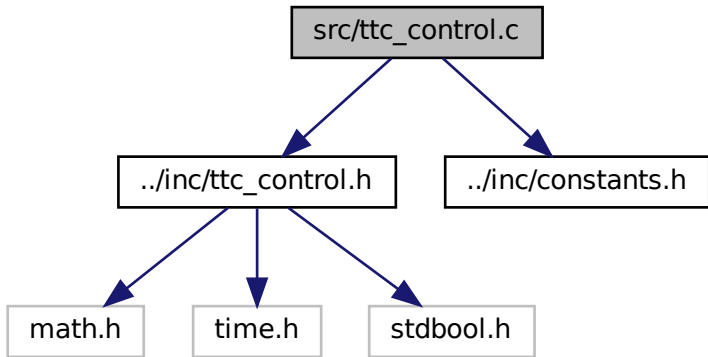 src/ttc_control.c
../inc/ttc_control.h
../inc/constants.h
math.h
time.h
stdbool.h